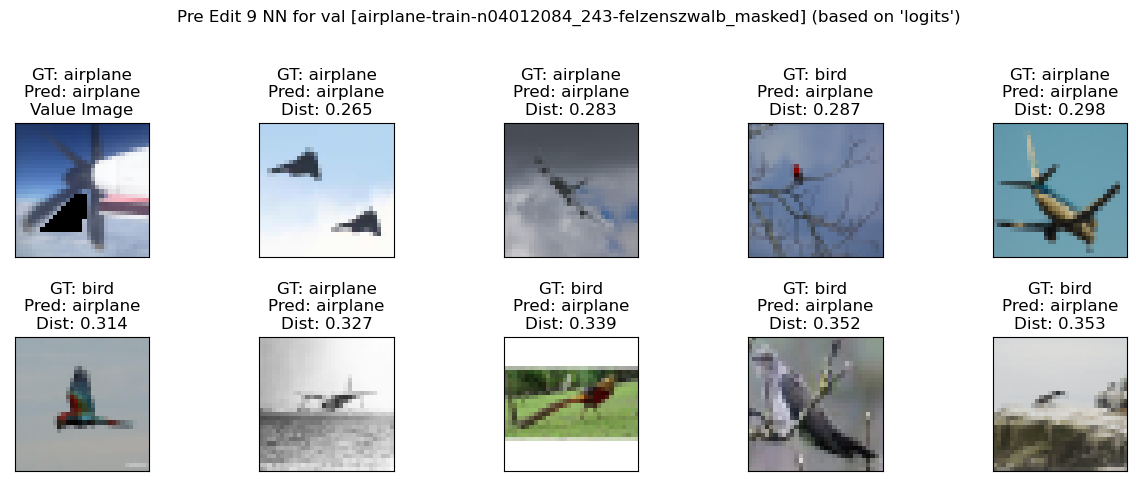 Pre Edit 9 NN for val [airplane-train-n04012084_243-felzenszwalb_masked] (based on 'logits')
GT: airplane
Pred: airplane
Value Image
GT: airplane
Pred: airplane
Dist: 0.265
GT: airplane
Pred: airplane
Dist: 0.283
GT: bird
Pred: airplane
Dist: 0.287
GT: airplane
Pred: airplane
Dist: 0.298
GT: bird
Pred: airplane
Dist: 0.314
GT: airplane
Pred: airplane
Dist: 0.327
GT: bird
Pred: airplane
Dist: 0.339
GT: bird
Pred: airplane
Dist: 0.352
GT: bird
Pred: airplane
Dist: 0.353